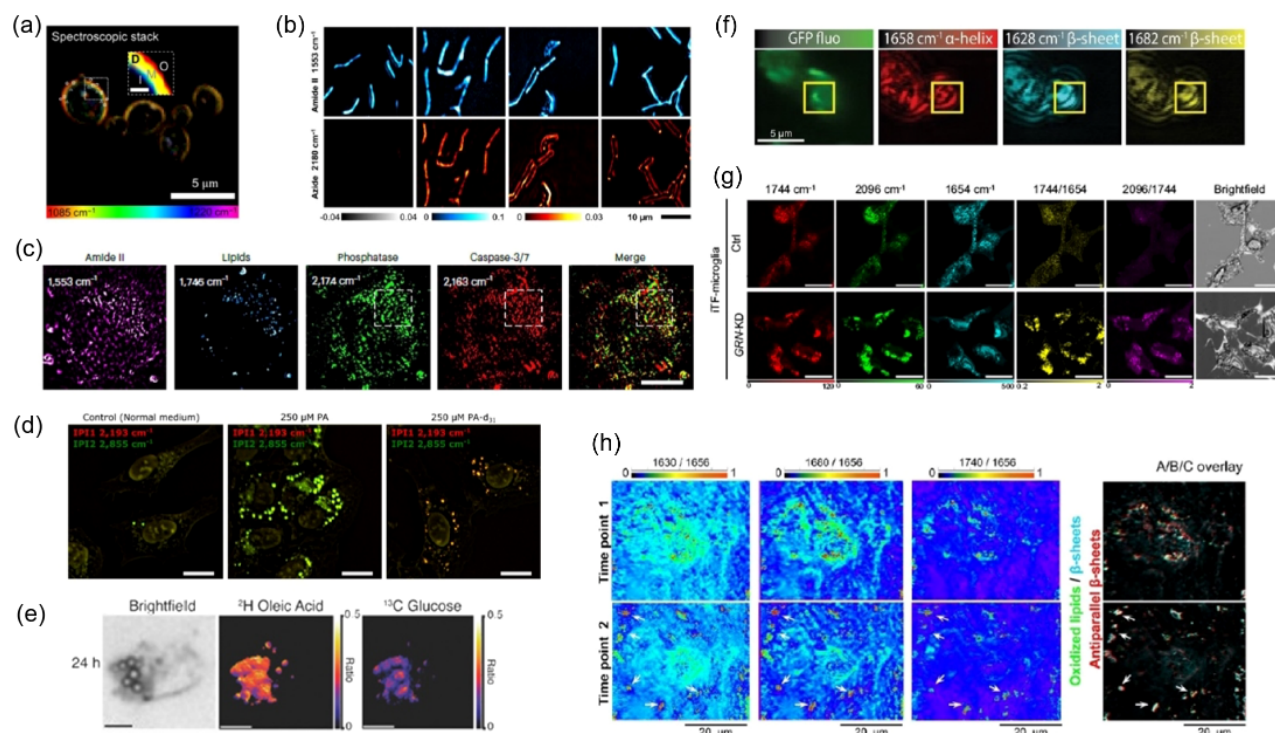 (a)
Spectroscopic stack
D
M
O
5 μm
1085 cm⁻¹
1220 cm⁻¹
(b)
Amide II 1553 cm⁻¹
Azide 2180 cm⁻¹
-0.04 0.04 0 0.1 0 0.03 10 μm
(c)
Amide II Lipids Phosphatase Caspase-3/7 Merge
1,553 cm⁻¹ 1,746 cm⁻¹ 2,174 cm⁻¹ 2,163 cm⁻¹
(d)
Control (Normal medium) 250 μM PA 250 μM PA-d₃₁
IPI1 2,193 cm⁻¹ IPI1 2,193 cm⁻¹ IPI1 2,193 cm⁻¹
IPI2 2,855 cm⁻¹ IPI2 2,855 cm⁻¹ IPI2 2,855 cm⁻¹
(e)
Brightfield ²H Oleic Acid ¹³C Glucose
24 h
0.5 Ratio 0
0.5 Ratio 0
(f)
GFP fluo 1658 cm⁻¹ α-helix 1628 cm⁻¹ β-sheet 1682 cm⁻¹ β-sheet
5 μm
(g)
1744 cm⁻¹ 2096 cm⁻¹ 1654 cm⁻¹ 1744/1654 2096/1744 Brightfield
iTF-microglia
Ctrl
GRN-KD
0 120 0 60 0 500 0.2 2 0 2
(h)
1630 / 1656 1660 / 1656 1740 / 1656 A/B/C overlay
0 1 0 1 0 1
Time point 1
Time point 2
Oxidized lipids / β-sheets
Antiparallel β-sheets
20 μm 20 μm 20 μm 20 μm